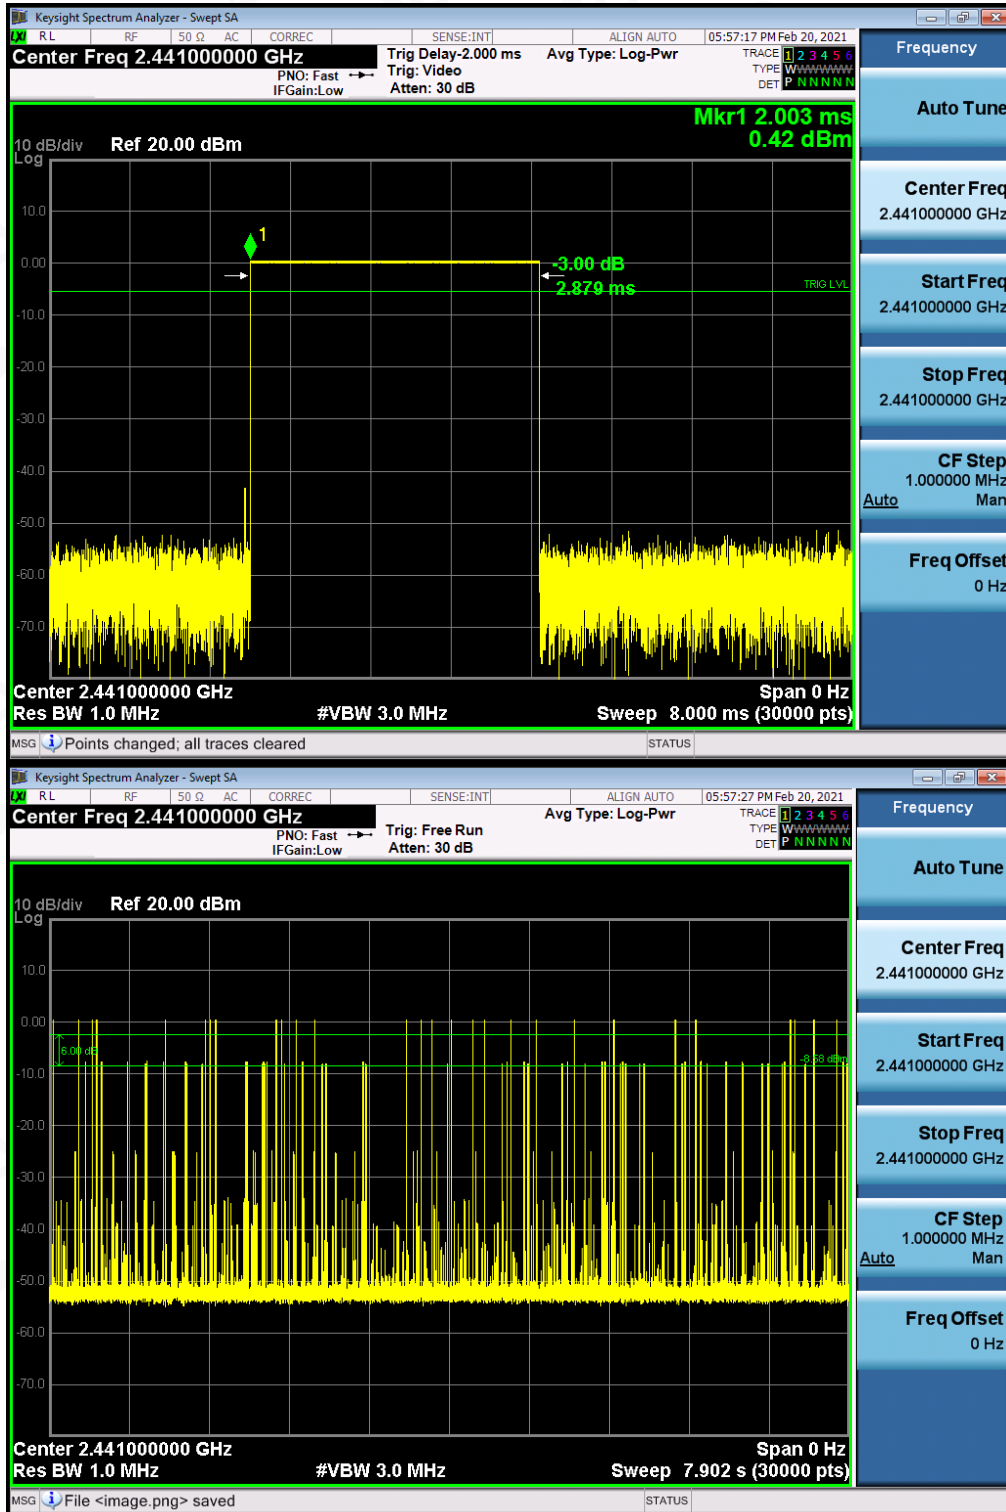 Keysight Spectrum Analyzer - Swept SA
LXI RL RF 50 Ω AC CORREC SENSE:INT ALIGN AUTO 05:57:17 PM Feb 20, 2021
Center Freq 2.441000000 GHz
PNO: Fast
IFGain:Low
Trig Delay-2.000 ms
Trig: Video
Atten: 30 dB
Avg Type: Log-Pwr
TRACE 1 2 3 4 5 6
TYPE WWWWWW
DET P N N N N N
Mkr1 2.003 ms
0.42 dBm
10 dB/div
Log
Ref 20.00 dBm
10.0
0.00
-10.0
-20.0
-30.0
-40.0
-50.0
-60.0
-70.0
1
-3.00 dB
2.879 ms
TRIG LVL
Center 2.441000000 GHz
Span 0 Hz
Res BW 1.0 MHz
#VBW 3.0 MHz
Sweep 8.000 ms (30000 pts)
MSG Points changed; all traces cleared
STATUS
Frequency
Auto Tune
Center Freq
2.441000000 GHz
Start Freq
2.441000000 GHz
Stop Freq
2.441000000 GHz
CF Step
1.000000 MHz
Auto Man
Freq Offset
0 Hz
Keysight Spectrum Analyzer - Swept SA
LXI RL RF 50 Ω AC CORREC SENSE:INT ALIGN AUTO 05:57:27 PM Feb 20, 2021
Center Freq 2.441000000 GHz
PNO: Fast
IFGain:Low
Trig: Free Run
Atten: 30 dB
Avg Type: Log-Pwr
TRACE 1 2 3 4 5 6
TYPE WWWWWW
DET P N N N N N
10 dB/div
Log
Ref 20.00 dBm
10.0
0.00
-10.0
-20.0
-30.0
-40.0
-50.0
-60.0
-70.0
6.00 dB
-8.58 dBm
Center 2.441000000 GHz
Span 0 Hz
Res BW 1.0 MHz
#VBW 3.0 MHz
Sweep 7.902 s (30000 pts)
MSG File <image.png> saved
STATUS
Frequency
Auto Tune
Center Freq
2.441000000 GHz
Start Freq
2.441000000 GHz
Stop Freq
2.441000000 GHz
CF Step
1.000000 MHz
Auto Man
Freq Offset
0 Hz